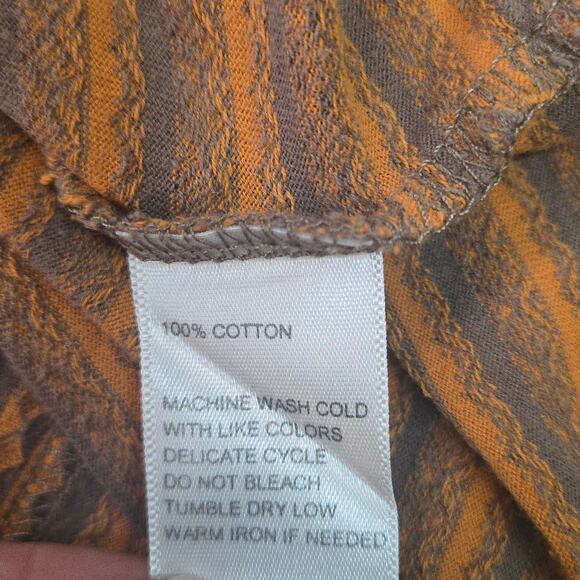 100% COTTON
MACHINE WASH COLD
WITH LIKE COLORS
DELICATE CYCLE
DO NOT BLEACH
TUMBLE DRY LOW
WARM IRON IF NEEDED